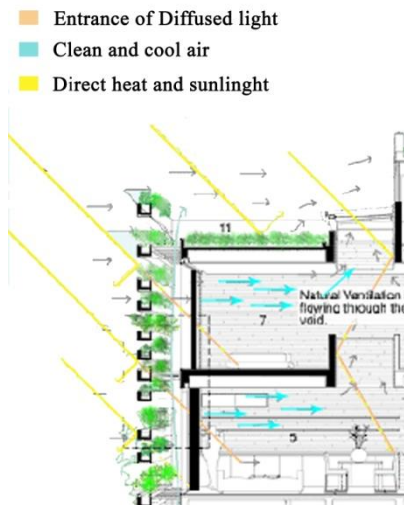 Entrance of Diffused light
Clean and cool air
Direct heat and sunlinght
11
Natural Ventilation
flowing through the
void.
7
5